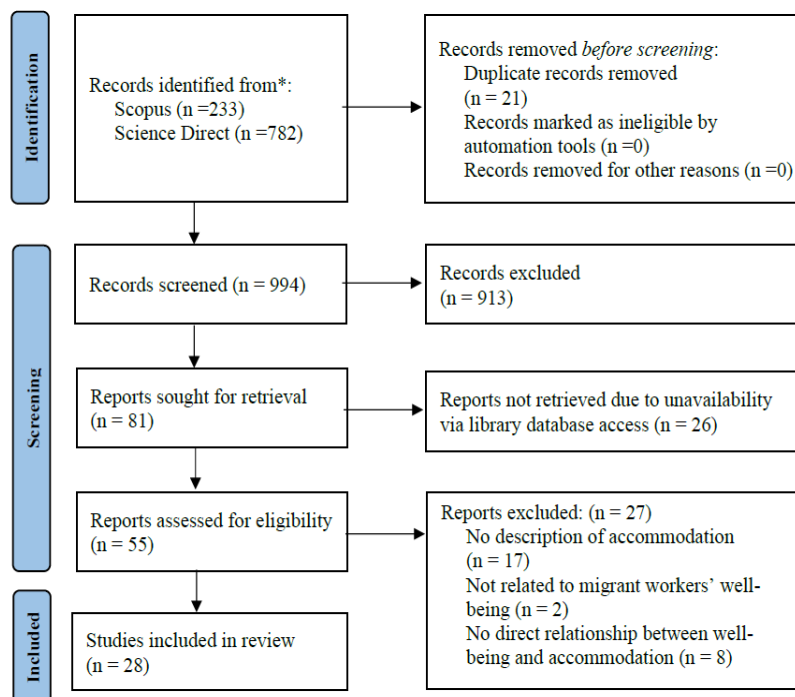 Identification
Records identified from*:
Scopus (n =233)
Science Direct (n =782)
Records removed before screening:
Duplicate records removed
(n = 21)
Records marked as ineligible by
automation tools (n =0)
Records removed for other reasons (n =0)
Screening
Records screened (n = 994)
Records excluded
(n = 913)
Reports sought for retrieval
(n = 81)
Reports not retrieved due to unavailability
via library database access (n = 26)
Reports assessed for eligibility
(n = 55)
Reports excluded: (n = 27)
No description of accommodation
(n = 17)
Not related to migrant workers’ well-
being (n = 2)
No direct relationship between well-
being and accommodation (n = 8)
Included
Studies included in review
(n = 28)